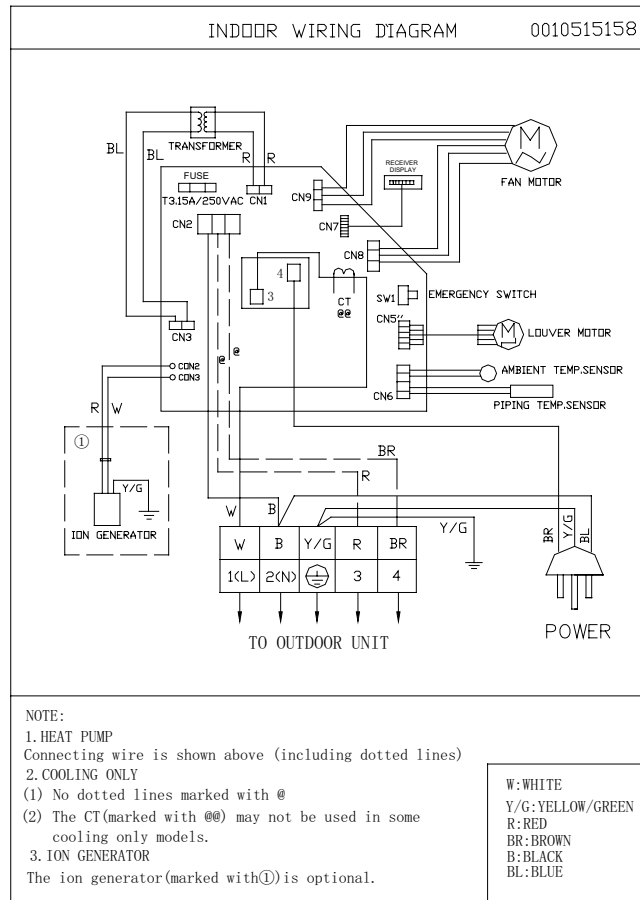 INDOOR WIRING DIAGRAM 0010515158
TRANSFORMER
BL
BL
R R
FUSE
T3.15A/250VAC CN1
CN2
CN9
RECEIVER
DISPLAY
FAN MOTOR
CN7
CN8
4
3
CT
@@
SW1 EMERGENCY SWITCH
CN5"
LOUVER MOTOR
CN3
@
@
CON2
CON3
AMBIENT TEMP.SENSOR
CN6
PIPING TEMP.SENSOR
R W
①
Y/G
ION GENERATOR
BR
R
W B
Y/G
BR Y/G BL
W B Y/G R BR
1(L) 2(N) 3 4
TO OUTDOOR UNIT
POWER
NOTE:
1.HEAT PUMP
Connecting wire is shown above (including dotted lines)
2.COOLING ONLY
(1) No dotted lines marked with @
(2) The CT(marked with @@) may not be used in some
cooling only models.
3.ION GENERATOR
The ion generator(marked with①)is optional.
W:WHITE
Y/G:YELLOW/GREEN
R:RED
BR:BROWN
B:BLACK
BL:BLUE